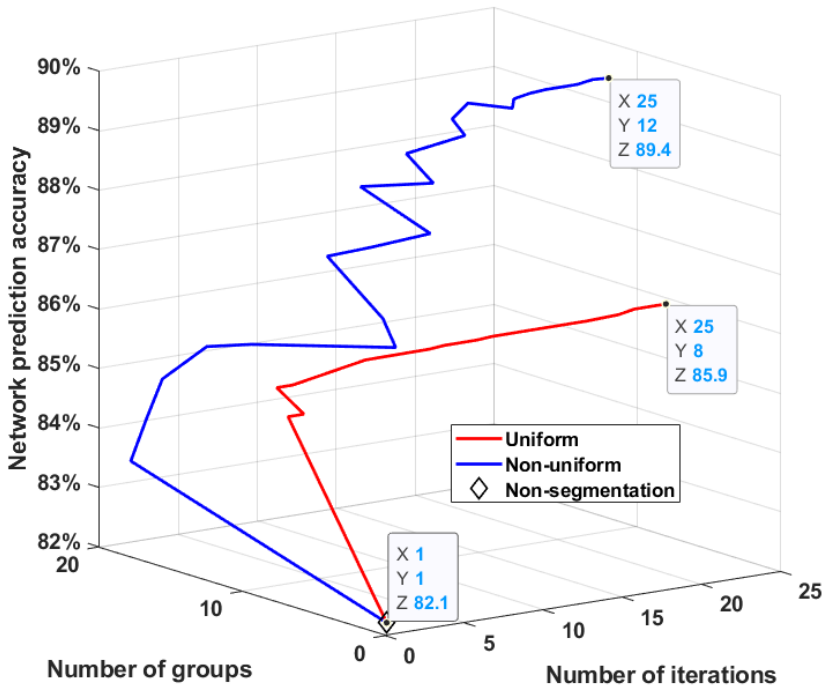 Network prediction accuracy
90%
89%
88%
87%
86%
85%
84%
83%
82%
X 25
Y 12
Z 89.4
X 25
Y 8
Z 85.9
Uniform
Non-uniform
Non-segmentation
X 1
Y 1
Z 82.1
20
10
0
Number of groups
0
5
10
15
20
25
Number of iterations